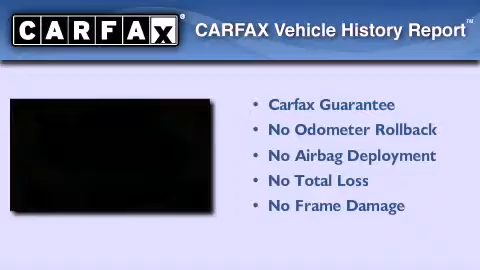 CARFAX® CARFAX Vehicle History Report™
• Carfax Guarantee
• No Odometer Rollback
• No Airbag Deployment
• No Total Loss
• No Frame Damage